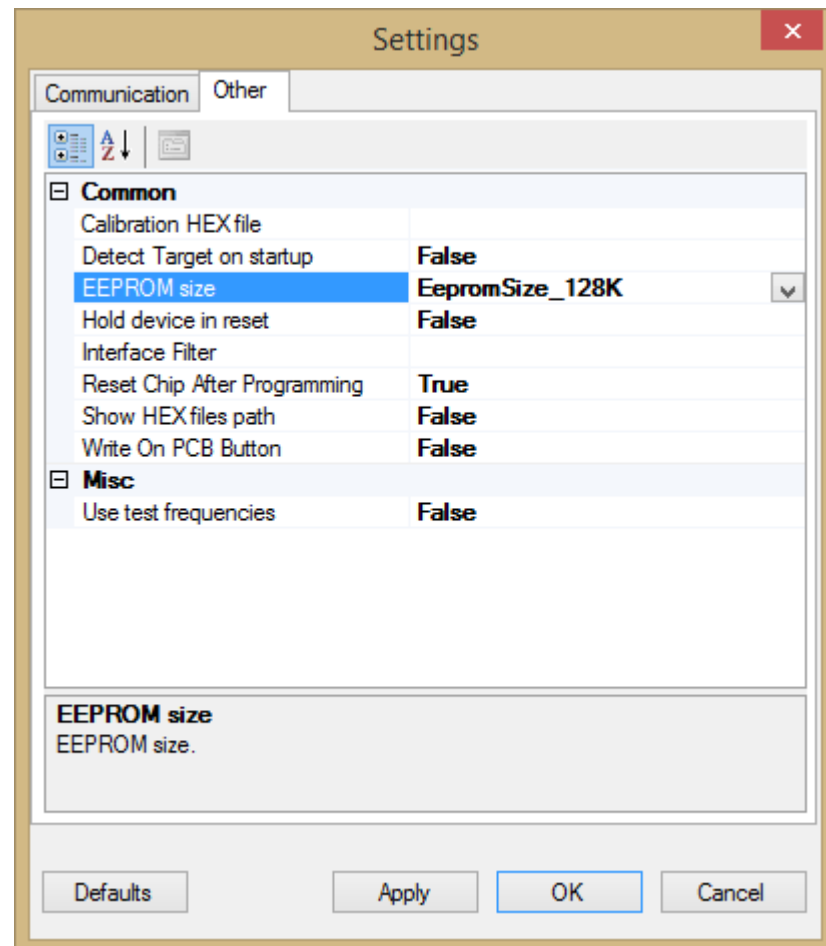 Settings
Communication Other
Common
Calibration HEX file
Detect Target on startup False
EEPROM size EepromSize_128K
Hold device in reset False
Interface Filter
Reset Chip After Programming True
Show HEX files path False
Write On PCB Button False
Misc
Use test frequencies False
EEPROM size
EEPROM size.
Defaults Apply OK Cancel